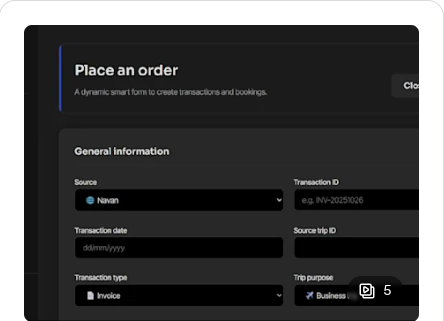 Place an order
A dynamic smart form to create transactions and bookings.
Clo
General information
Source
Transaction ID
Navan
e.g. INV-20251026
Transaction date
Source trip ID
dd/mm/yyyy
Transaction type
Trip purpose
Invoice
Business
5